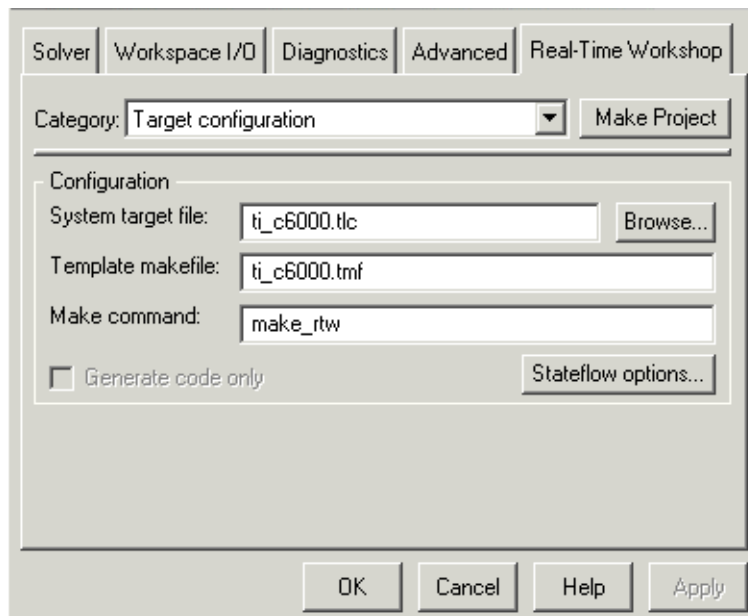 Solver Workspace I/O Diagnostics Advanced Real-Time Workshop
Category: Target configuration Make Project
Configuration
System target file: ti_c6000.tlc Browse...
Template makefile: ti_c6000.tmf
Make command: make_rtw
Generate code only Stateflow options...
OK Cancel Help Apply